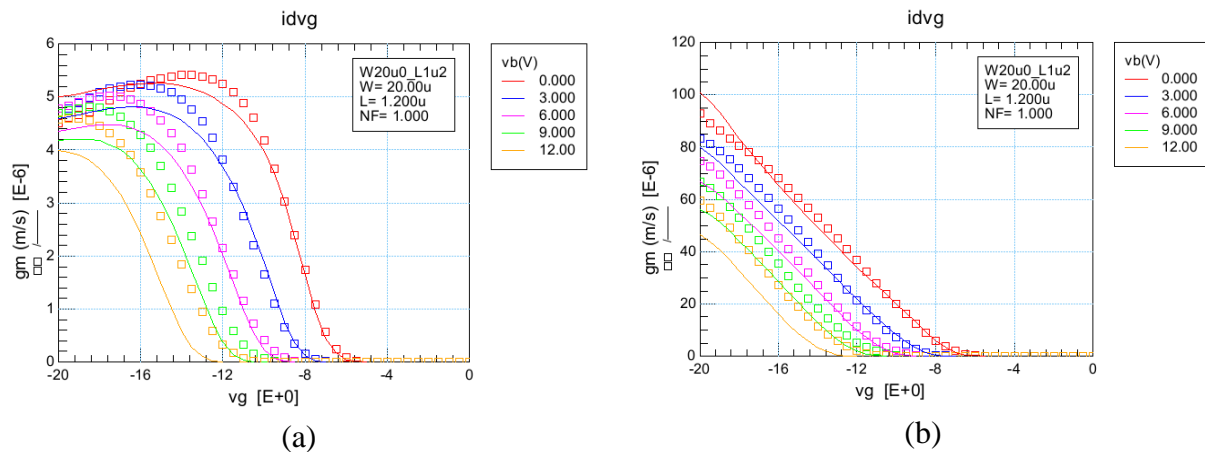 idvg
6
5
4
3
2
1
0
gm (m/s) [E-6]
□□ /
-20 -16 -12 -8 -4 0
vg [E+0]
W20u0_L1u2
W= 20.00u
L= 1.200u
NF= 1.000
vb(V)
0.000
3.000
6.000
9.000
12.00
(a)
idvg
120
100
80
60
40
20
0
gm (m/s) [E-6]
□□ /
-20 -16 -12 -8 -4 0
vg [E+0]
W20u0_L1u2
W= 20.00u
L= 1.200u
NF= 1.000
vb(V)
0.000
3.000
6.000
9.000
12.00
(b)